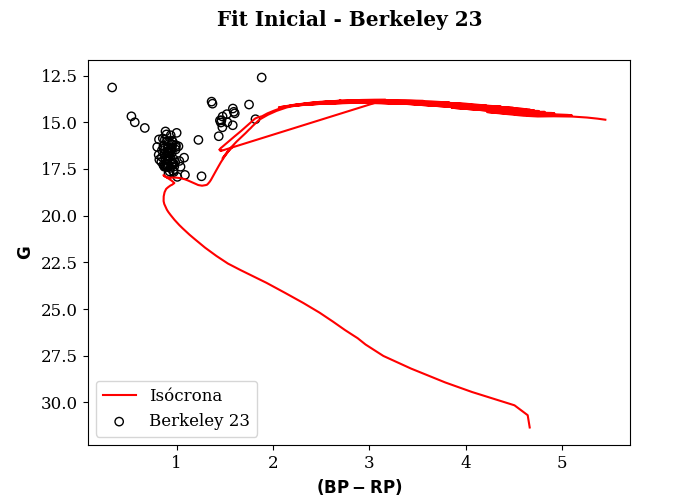 Fit Inicial - Berkeley 23
12.5
15.0
17.5
20.0
22.5
25.0
27.5
30.0
G
Isócrona
Berkeley 23
1
2
3
4
5
(BP − RP)